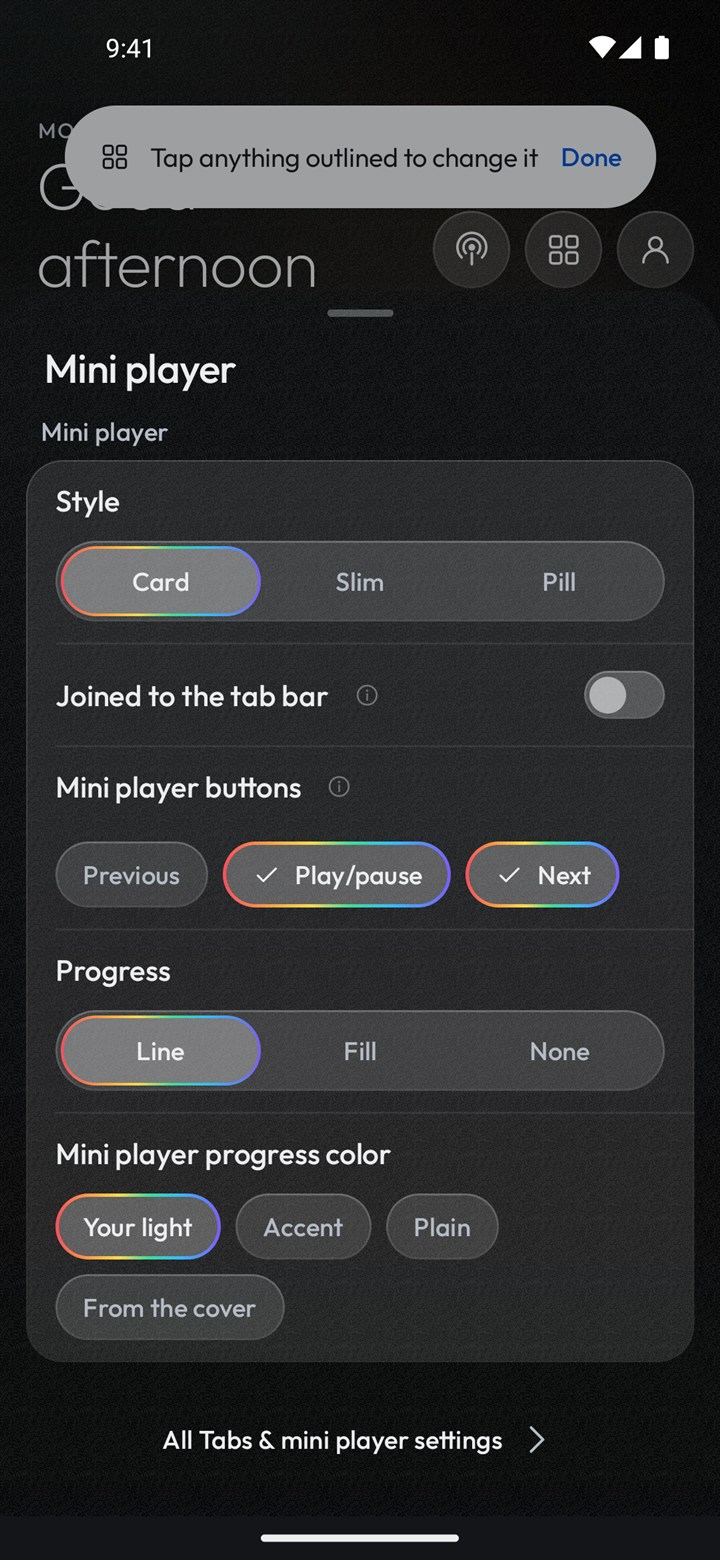 9:41
Tap anything outlined to change it Done
afternoon
Mini player
Mini player
Style
Card Slim Pill
Joined to the tab bar
Mini player buttons
Previous Play/pause Next
Progress
Line Fill None
Mini player progress color
Your light Accent Plain
From the cover
All Tabs & mini player settings